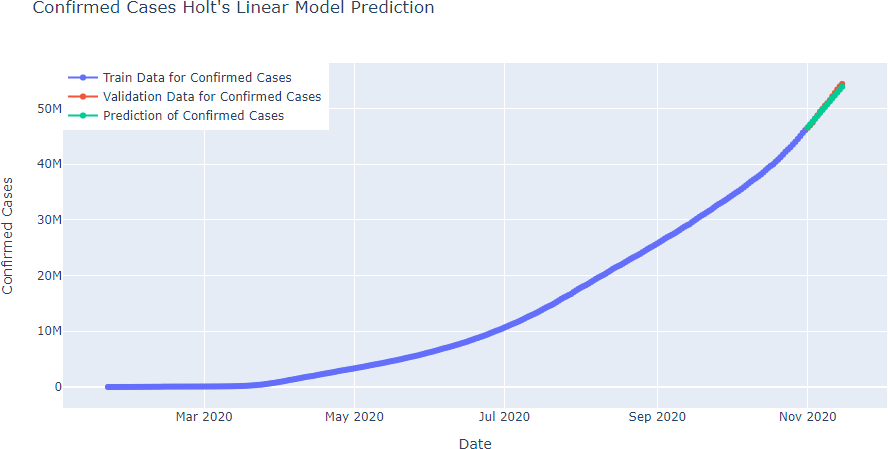 Confirmed Cases Holt's Linear Model Prediction
Train Data for Confirmed Cases
Validation Data for Confirmed Cases
Prediction of Confirmed Cases
50M
40M
30M
20M
10M
0
Confirmed Cases
Mar 2020
May 2020
Jul 2020
Sep 2020
Nov 2020
Date